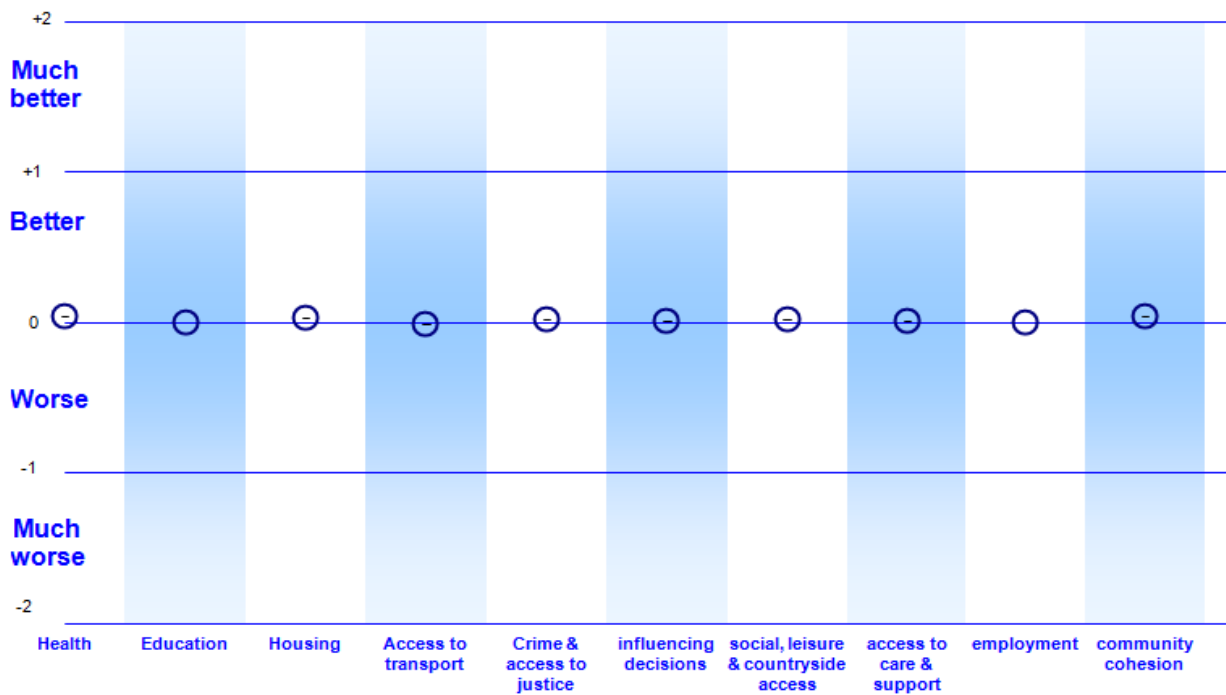 +2
Much
better
+1
Better
0
Worse
-1
Much
worse
-2
Health
Education
Housing
Access to
transport
Crime &
access to
justice
influencing
decisions
social, leisure
& countryside
access
access to
care &
support
employment
community
cohesion